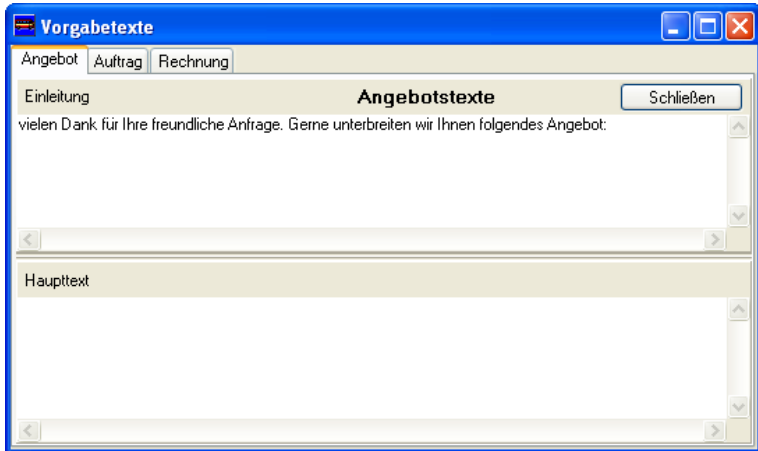 Vorgabetexte
Angebot Auftrag Rechnung
Einleitung Angebotstexte Schließen
vielen Dank für Ihre freundliche Anfrage. Gerne unterbreiten wir Ihnen folgendes Angebot:
Haupttext